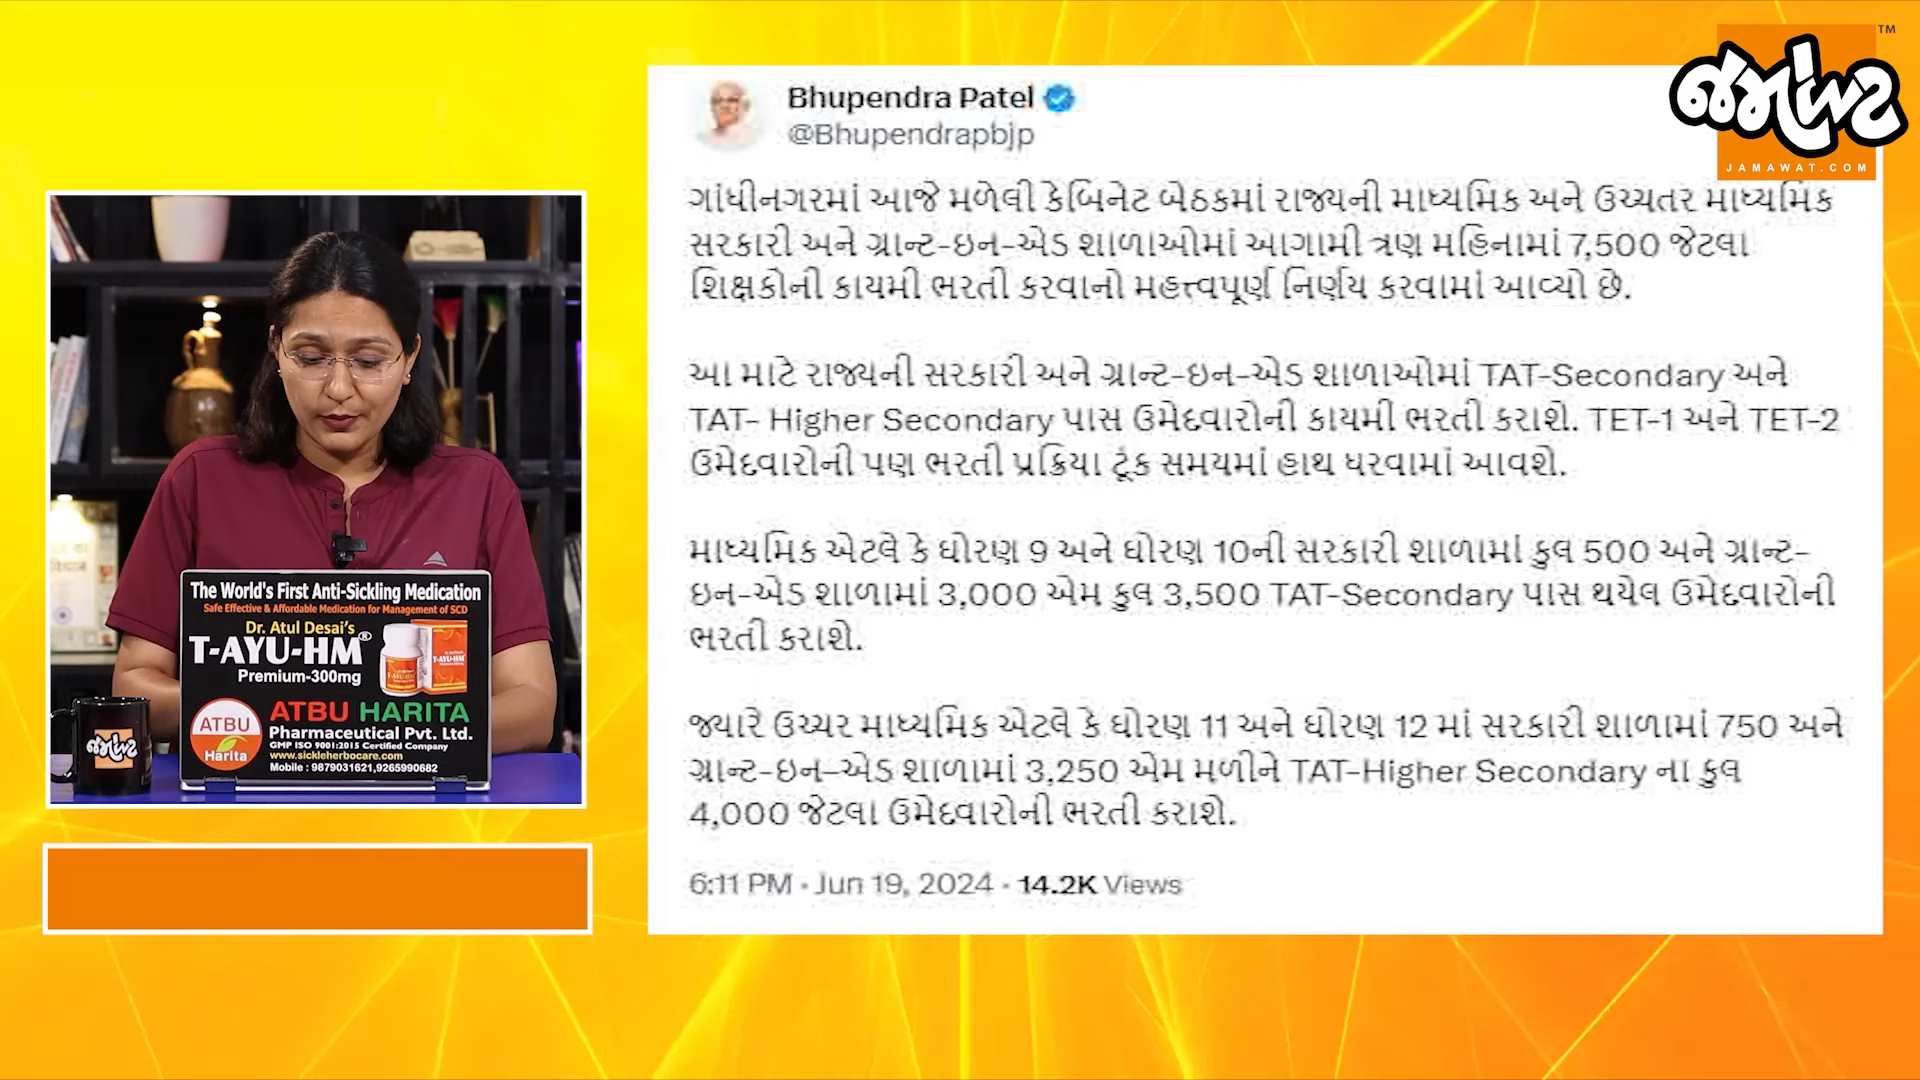 જમાવટ
TM
JAMAWAT.COM
Bhupendra Patel
@Bhupendrapbjp
ગાંધીનગરમાં આજે મળેલી કેબિનેટ બેઠકમાં રાજ્યની માધ્યમિક અને ઉચ્ચતર માધ્યમિક
સરકારી અને ગ્રાન્ટ-ઇન-એડ શાળાઓમાં આગામી ત્રણ મહિનામાં 7,500 જેટલા
શિક્ષકોની કાયમી ભરતી કરવાનો મહત્ત્વપૂર્ણ નિર્ણય કરવામાં આવ્યો છે.
આ માટે રાજ્યની સરકારી અને ગ્રાન્ટ-ઇન-એડ શાળાઓમાં TAT-Secondary અને
TAT- Higher Secondary પાસ ઉમેદવારોની કાયમી ભરતી કરાશે. TET-1 અને TET-2
ઉમેદવારોની પણ ભરતી પ્રક્રિયા ટૂંક સમયમાં હાથ ધરવામાં આવશે.
માધ્યમિક એટલે કે ધોરણ 9 અને ધોરણ 10ની સરકારી શાળામાં કુલ 500 અને ગ્રાન્ટ-
ઇન-એડ શાળામાં 3,000 એમ કુલ 3,500 TAT-Secondary પાસ થયેલ ઉમેદવારોની
ભરતી કરાશે.
જ્યારે ઉચ્ચર માધ્યમિક એટલે કે ધોરણ 11 અને ધોરણ 12 માં સરકારી શાળામાં 750 અને
ગ્રાન્ટ-ઇન-એડ શાળામાં 3,250 એમ મળીને TAT-Higher Secondary ના કુલ
4,000 જેટલા ઉમેદવારોની ભરતી કરાશે.
6:11 PM · Jun 19, 2024 · 14.2K Views
The World's First Anti-Sickling Medication
Safe Effective & Affordable Medication for Management of SCD
Dr. Atul Desai's
T-AYU-HM®
Premium-300mg
T-AYU-HM
ATBU
Harita
ATBU HARITA
Pharmaceutical Pvt. Ltd.
GMP ISO 9001:2015 Certified Company
www.sickleherbocare.com
Mobile : 9879031621,9265990682
જમાવટ